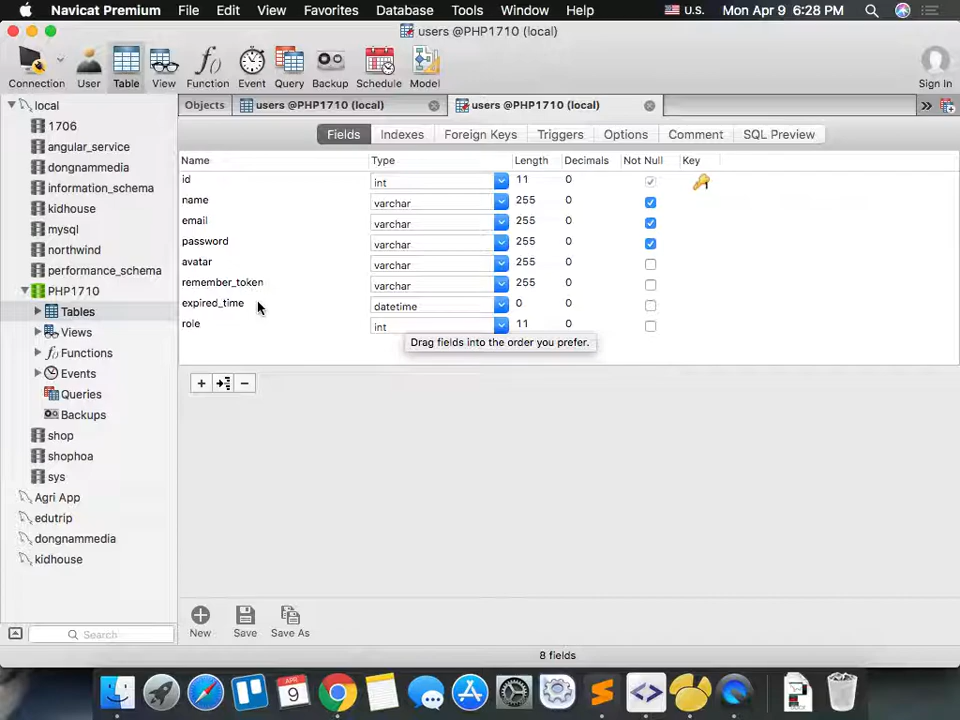 Navicat Premium File Edit View Favorites Database Tools Window Help U.S. Mon Apr 9 6:28 PM
users @PHP1710 (local)
Connection User Table View Function Event Query Backup Schedule Model Sign In
local
1706
angular_service
dongnammedia
information_schema
kidhouse
mysql
northwind
performance_schema
PHP1710
Tables
Views
Functions
Events
Queries
Backups
shop
shophoa
sys
Agri App
edutrip
dongnammedia
kidhouse
Search
Objects users @PHP1710 (local) users @PHP1710 (local)
Fields Indexes Foreign Keys Triggers Options Comment SQL Preview
Name Type Length Decimals Not Null Key
id int 11 0
name varchar 255 0
email varchar 255 0
password varchar 255 0
avatar varchar 255 0
remember_token varchar 255 0
expired_time datetime 0 0
role int 11 0
Drag fields into the order you prefer.
New Save Save As
8 fields
APR
9